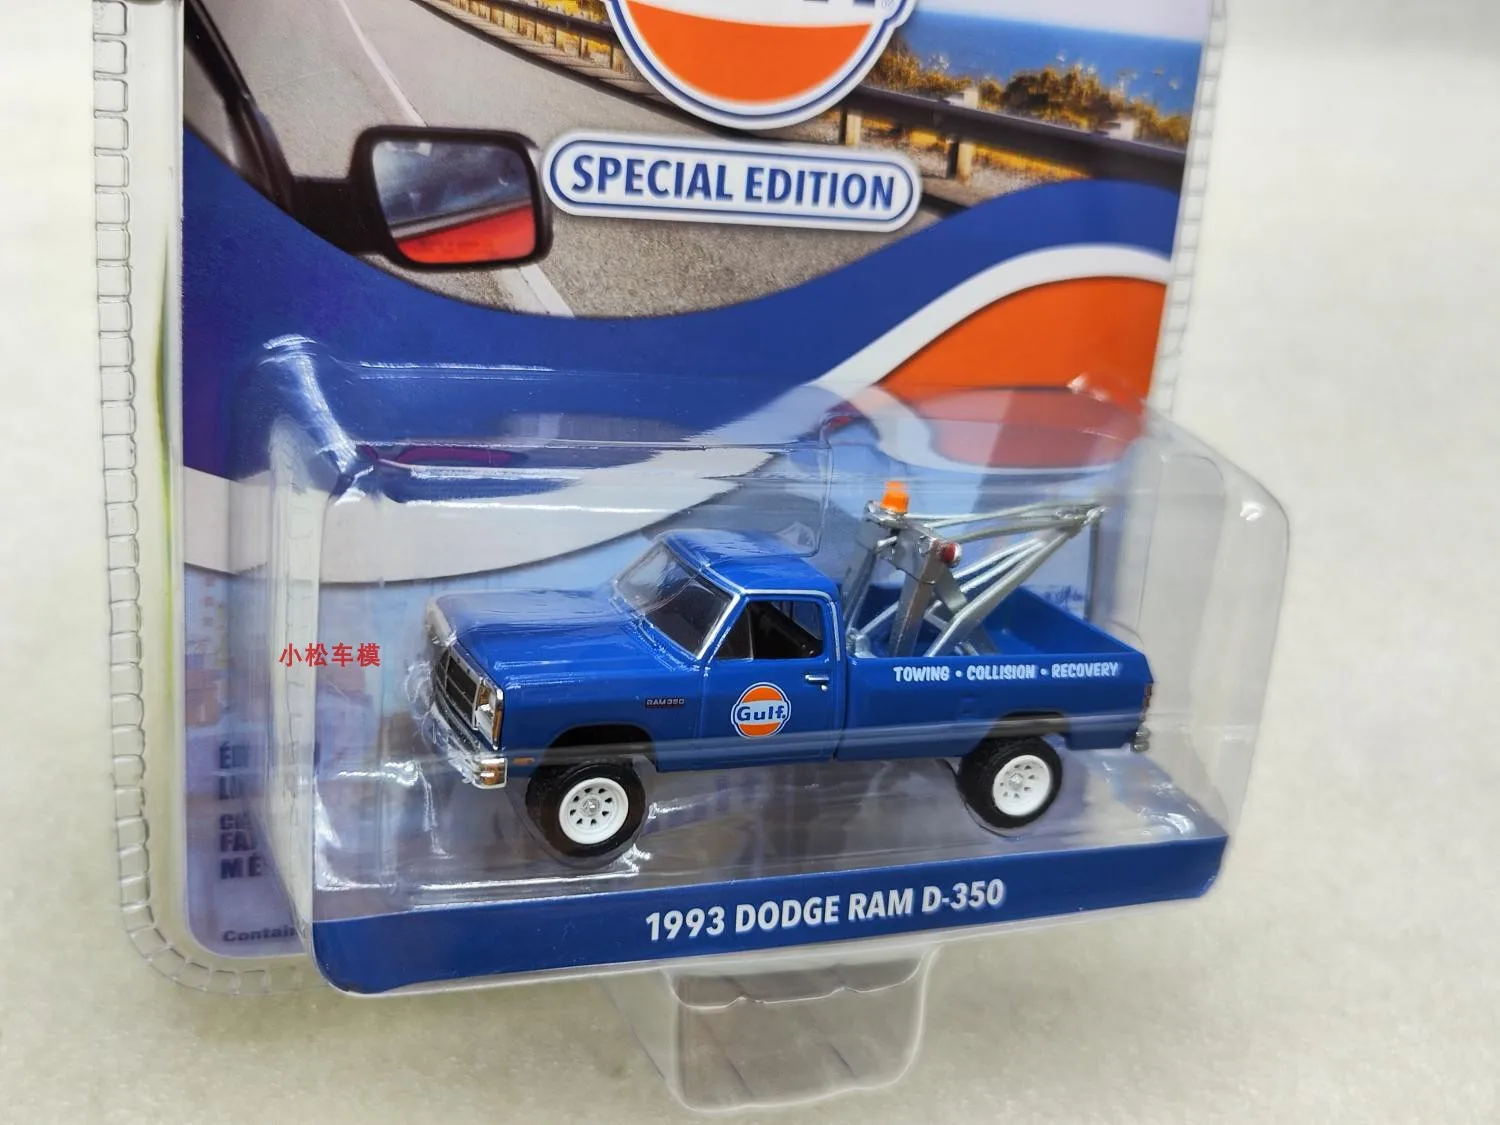 SPECIAL EDITION
TOWING • COLLISION • RECOVERY
小松车模
RAM 350
Gulf
1993 DODGE RAM D-350